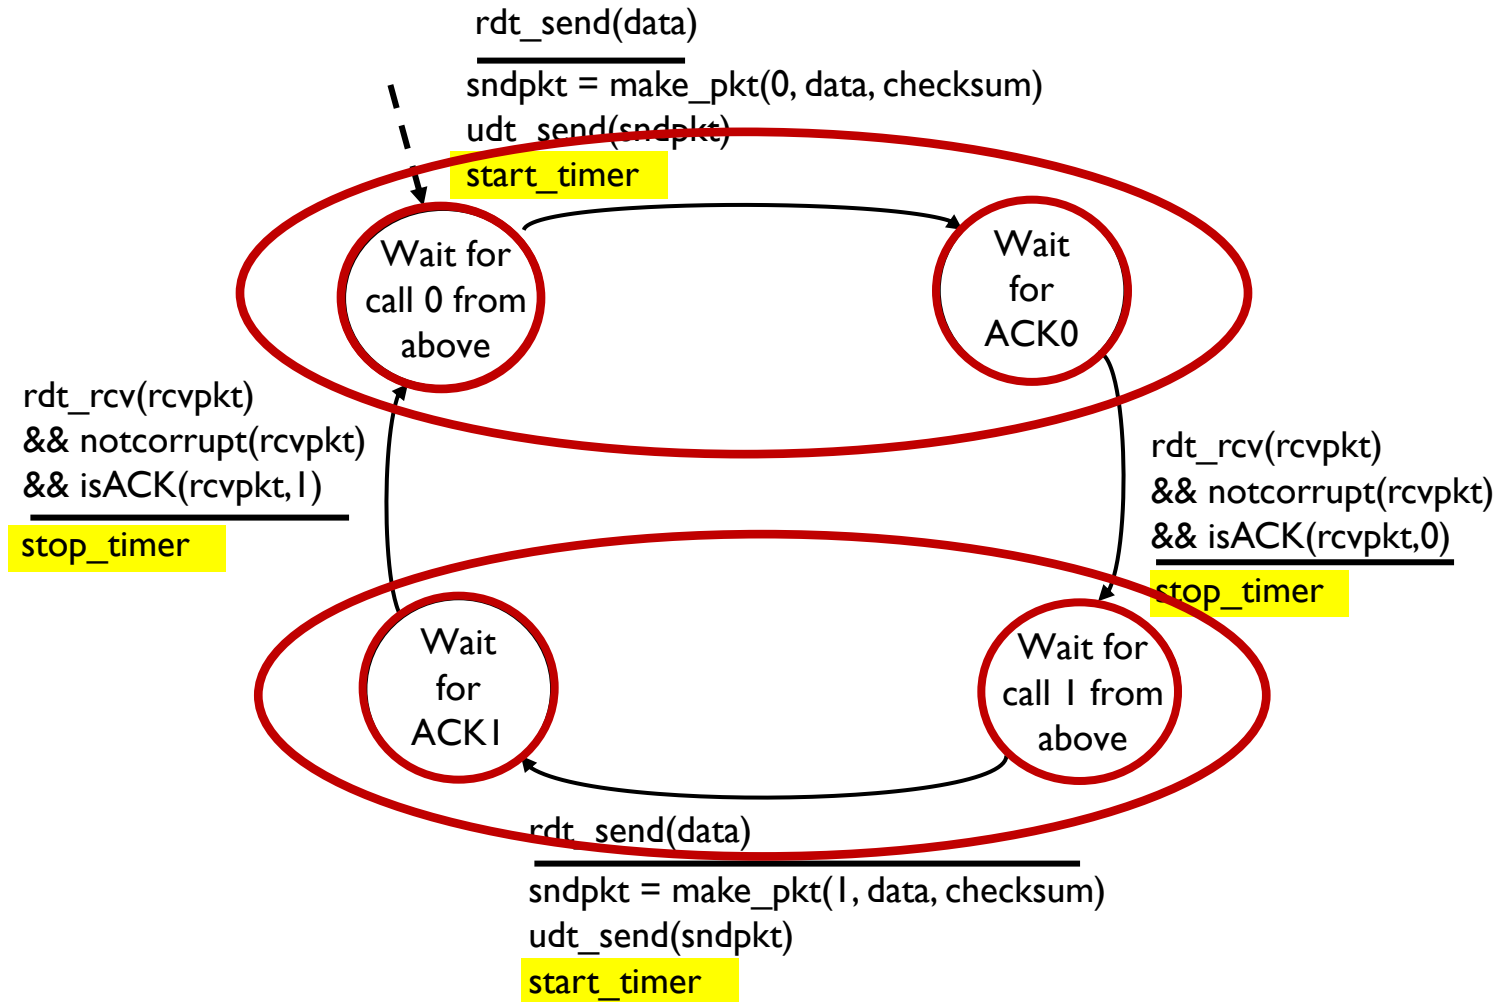 rdt_send(data)
sndpkt = make_pkt(0, data, checksum)
udt_send(sndpkt)
start_timer
Wait for
call 0 from
above
Wait
for
ACK0
rdt_rcv(rcvpkt)
&& notcorrupt(rcvpkt)
&& isACK(rcvpkt,1)
stop_timer
rdt_rcv(rcvpkt)
&& notcorrupt(rcvpkt)
&& isACK(rcvpkt,0)
stop_timer
Wait
for
ACK1
Wait for
call 1 from
above
rdt_send(data)
sndpkt = make_pkt(1, data, checksum)
udt_send(sndpkt)
start_timer